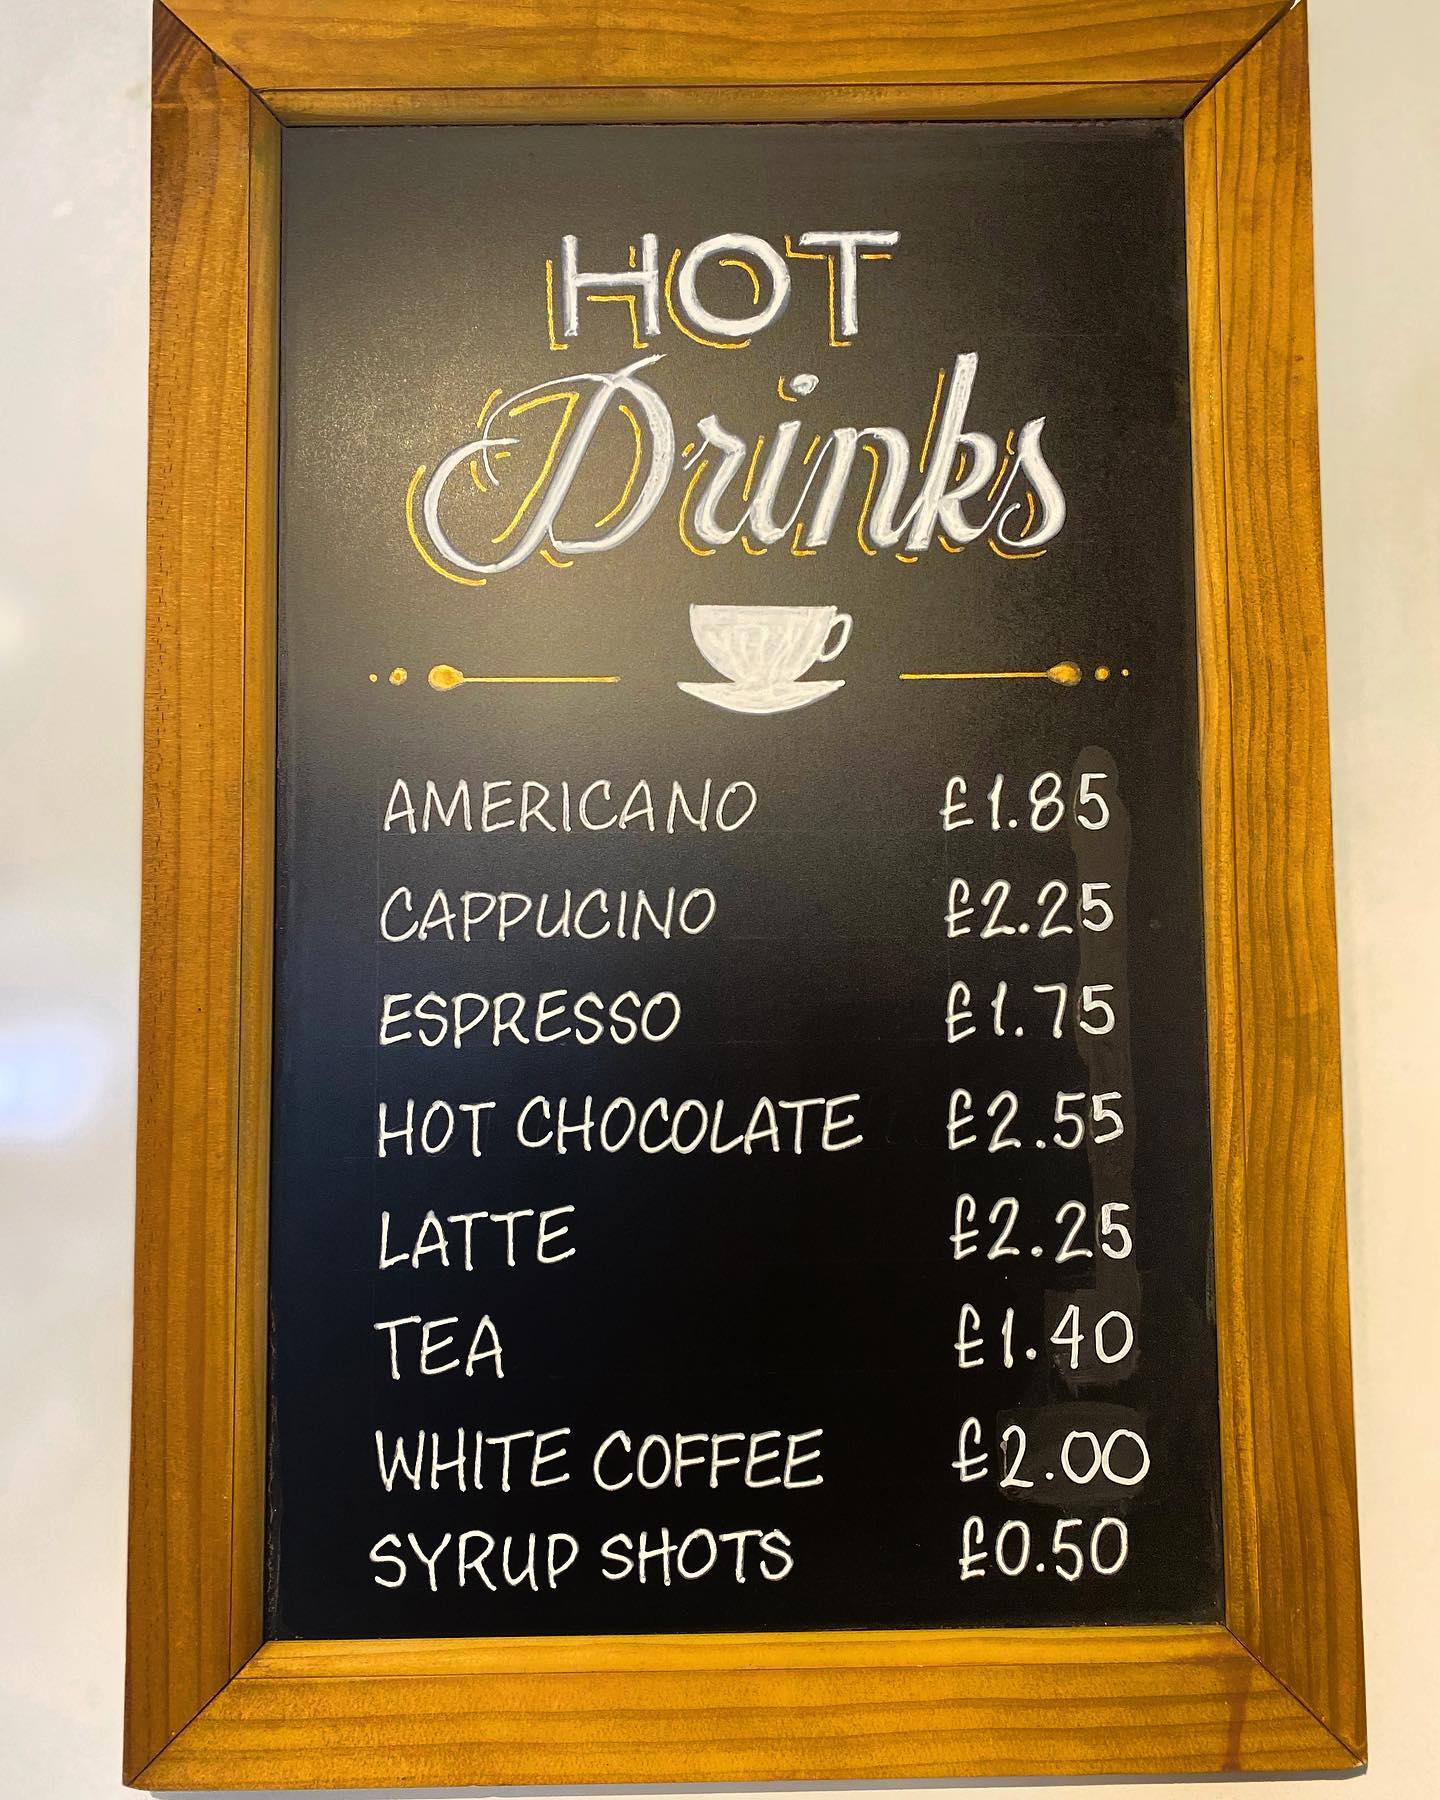 HOT
Drinks
AMERICANO £1.85
CAPPUCINO £2.25
ESPRESSO £1.75
HOT CHOCOLATE £2.55
LATTE £2.25
TEA £1.40
WHITE COFFEE £2.00
SYRUP SHOTS £0.50